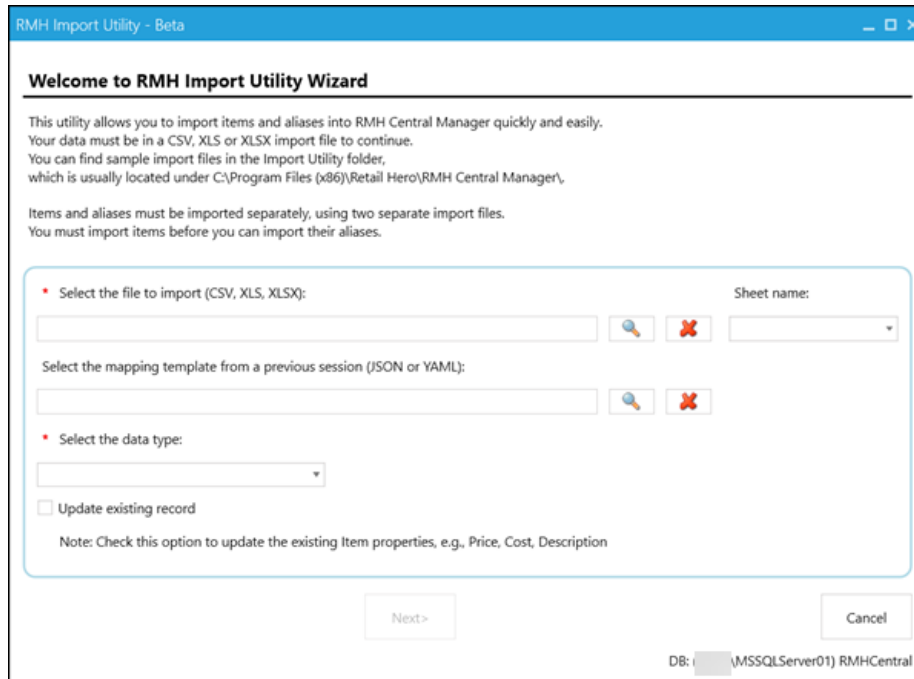 RMH Import Utility - Beta
Welcome to RMH Import Utility Wizard
This utility allows you to import items and aliases into RMH Central Manager quickly and easily.
Your data must be in a CSV, XLS or XLSX import file to continue.
You can find sample import files in the Import Utility folder,
which is usually located under C:\Program Files (x86)\Retail Hero\RMH Central Manager\,
Items and aliases must be imported separately, using two separate import files.
You must import items before you can import their aliases.
* Select the file to import (CSV, XLS, XLSX): Sheet name:
Select the mapping template from a previous session (JSON or YAML):
* Select the data type:
Update existing record
Note: Check this option to update the existing Item properties, e.g., Price, Cost, Description
Next> Cancel
DB: ( \MSSQLServer01) RMHCentral